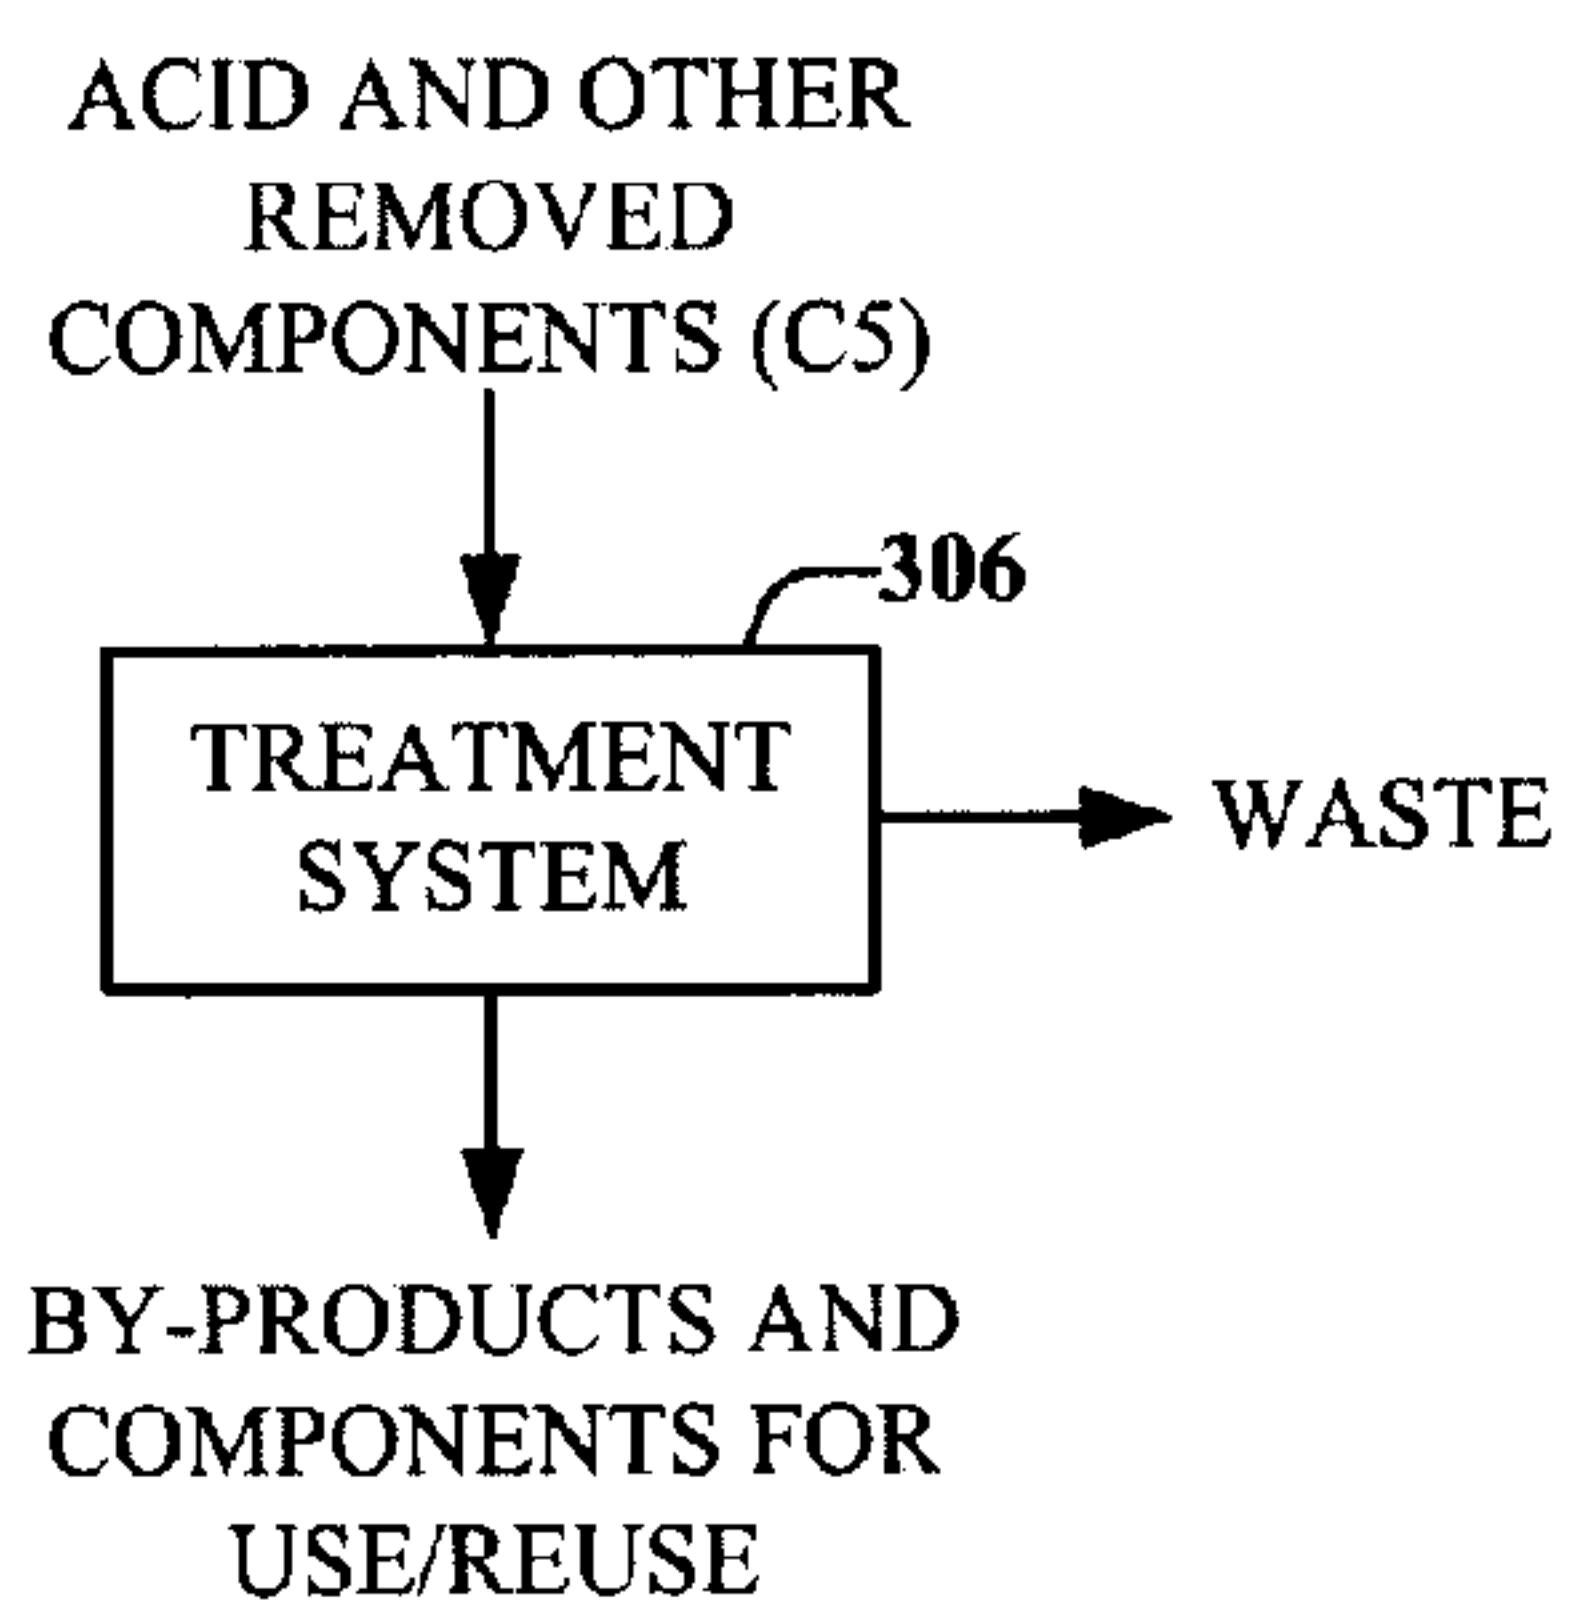 ACID AND OTHER
REMOVED
COMPONENTS (C5)
306
TREATMENT
SYSTEM
WASTE
BY-PRODUCTS AND
COMPONENTS FOR
USE/REUSE